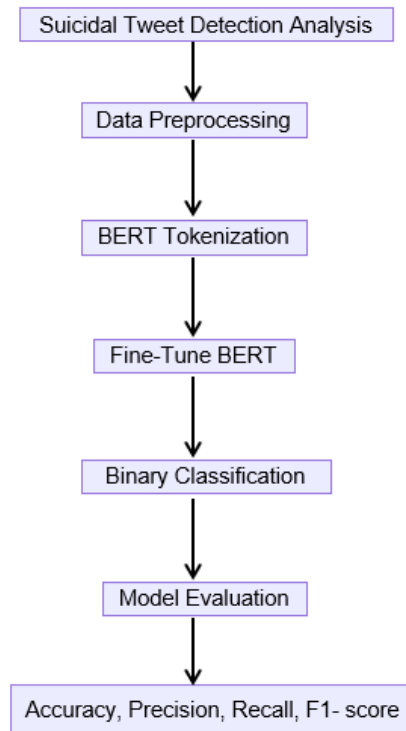 Suicidal Tweet Detection Analysis
Data Preprocessing
BERT Tokenization
Fine-Tune BERT
Binary Classification
Model Evaluation
Accuracy, Precision, Recall, F1- score